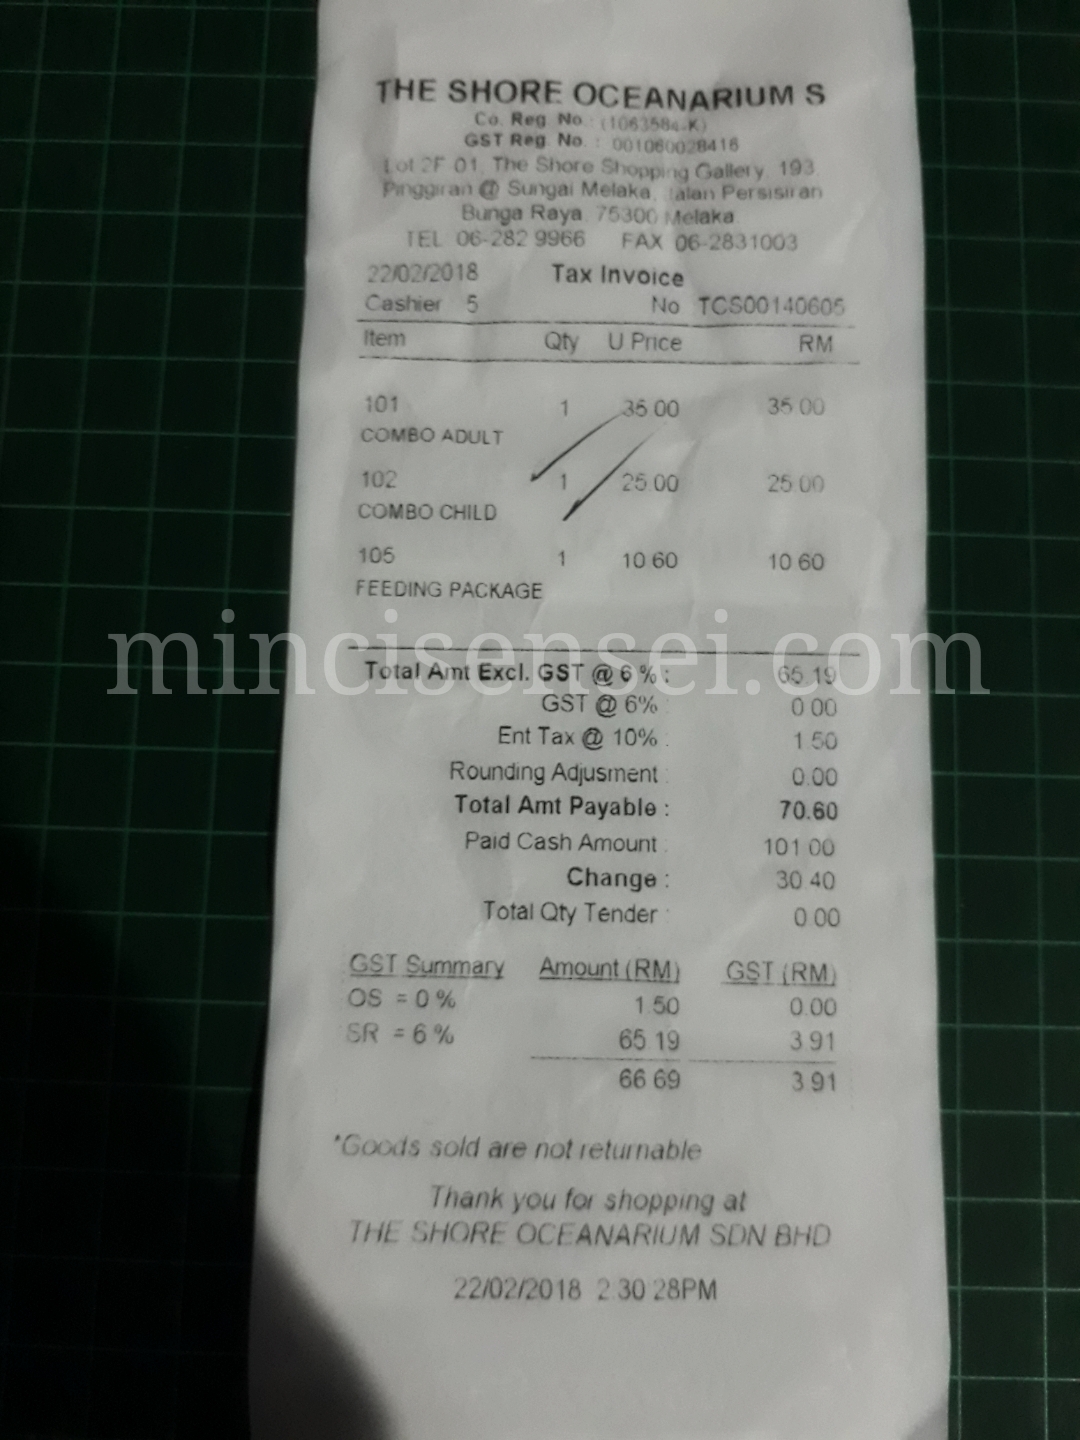 THE SHORE OCEANARIUM S
Co. Reg. No. : (1063584-K)
GST Reg. No. : 001060028416
Lot 2F 01, The Shore Shopping Gallery, 193,
Pinggiran @ Sungai Melaka, Jalan Persisiran
Bunga Raya, 75300 Melaka.
TEL 06-282 9966 FAX 06-2831003
22/02/2018 Tax Invoice
Cashier 5 No TCS00140605
Item Qty U Price RM
101 1 35.00 35.00
COMBO ADULT
102 1 25.00 25.00
COMBO CHILD
105 1 10.60 10.60
FEEDING PACKAGE
mincisensei.com
Total Amt Excl. GST @ 6 % : 65.19
GST @ 6% : 0.00
Ent Tax @ 10% : 1.50
Rounding Adjusment : 0.00
Total Amt Payable : 70.60
Paid Cash Amount : 101.00
Change : 30.40
Total Qty Tender : 0.00
GST Summary Amount (RM) GST (RM)
OS = 0 % 1.50 0.00
SR = 6 % 65.19 3.91
66.69 3.91
*Goods sold are not returnable
Thank you for shopping at
THE SHORE OCEANARIUM SDN BHD
22/02/2018 2:30:28PM